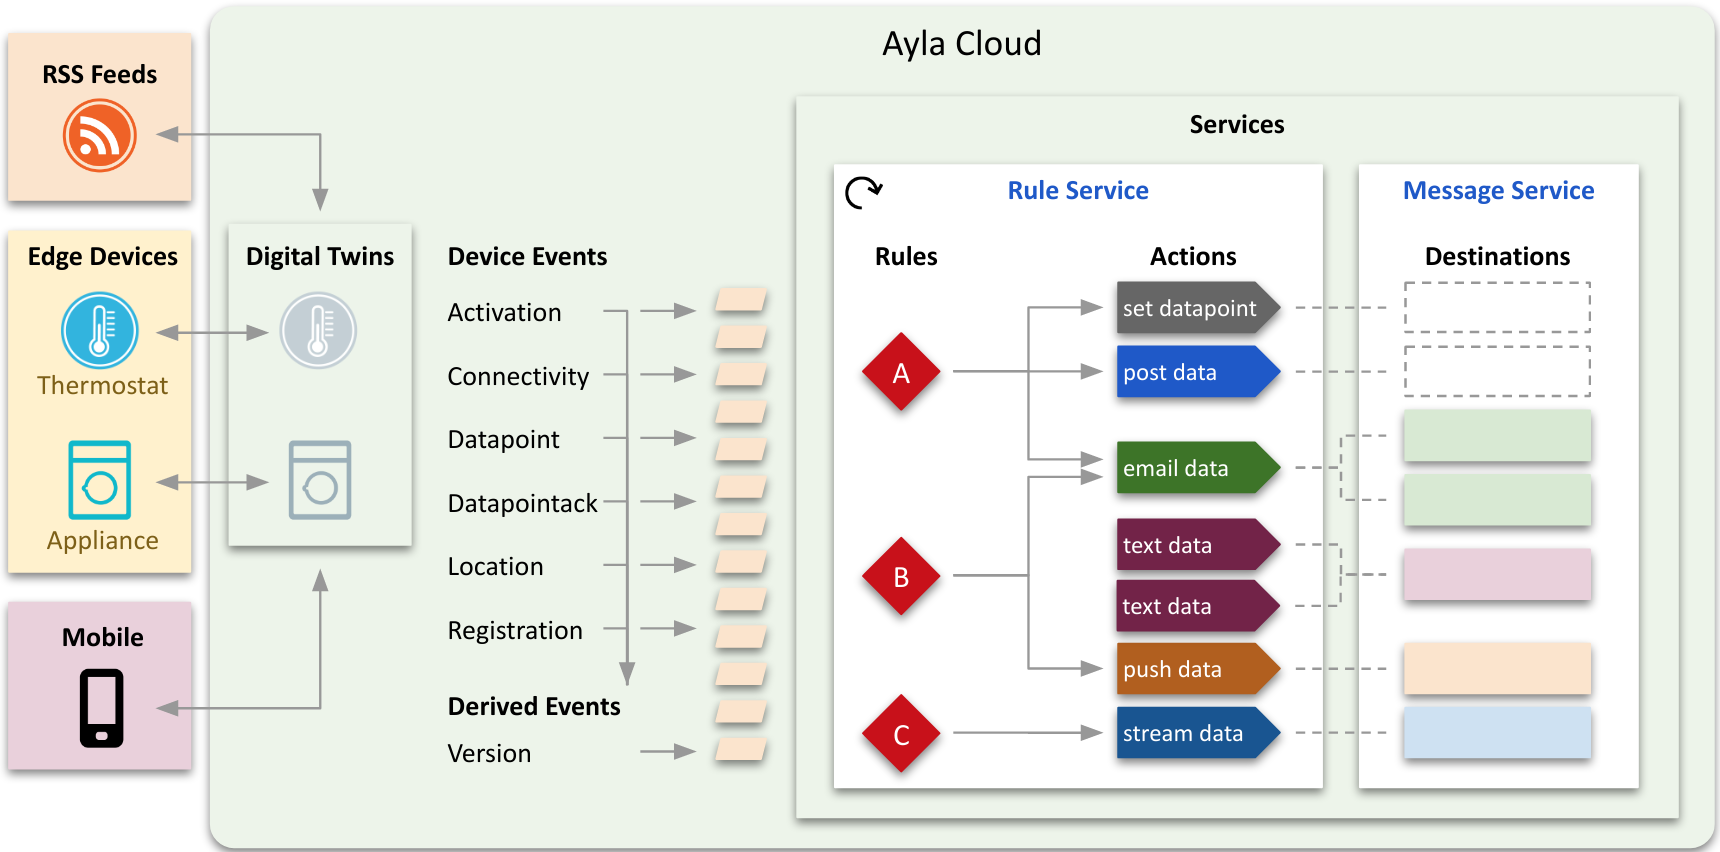 Ayla Cloud
RSS Feeds
Edge Devices
Thermostat
Appliance
Mobile
Digital Twins
Device Events
Activation
Connectivity
Datapoint
Datapointack
Location
Registration
Derived Events
Version
Services
Rule Service
Rules
A
B
C
Actions
set datapoint
post data
email data
text data
text data
push data
stream data
Message Service
Destinations